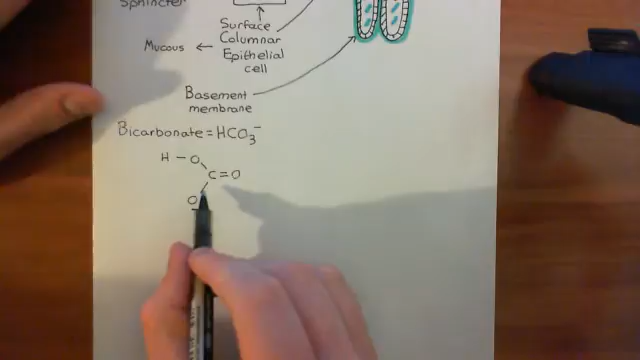 Sphincter
Surface
Columnar
Epithelial
cell
Mucous ←
Basement
membrane
Bicarbonate = HCO₃⁻
H – O
C = O
O